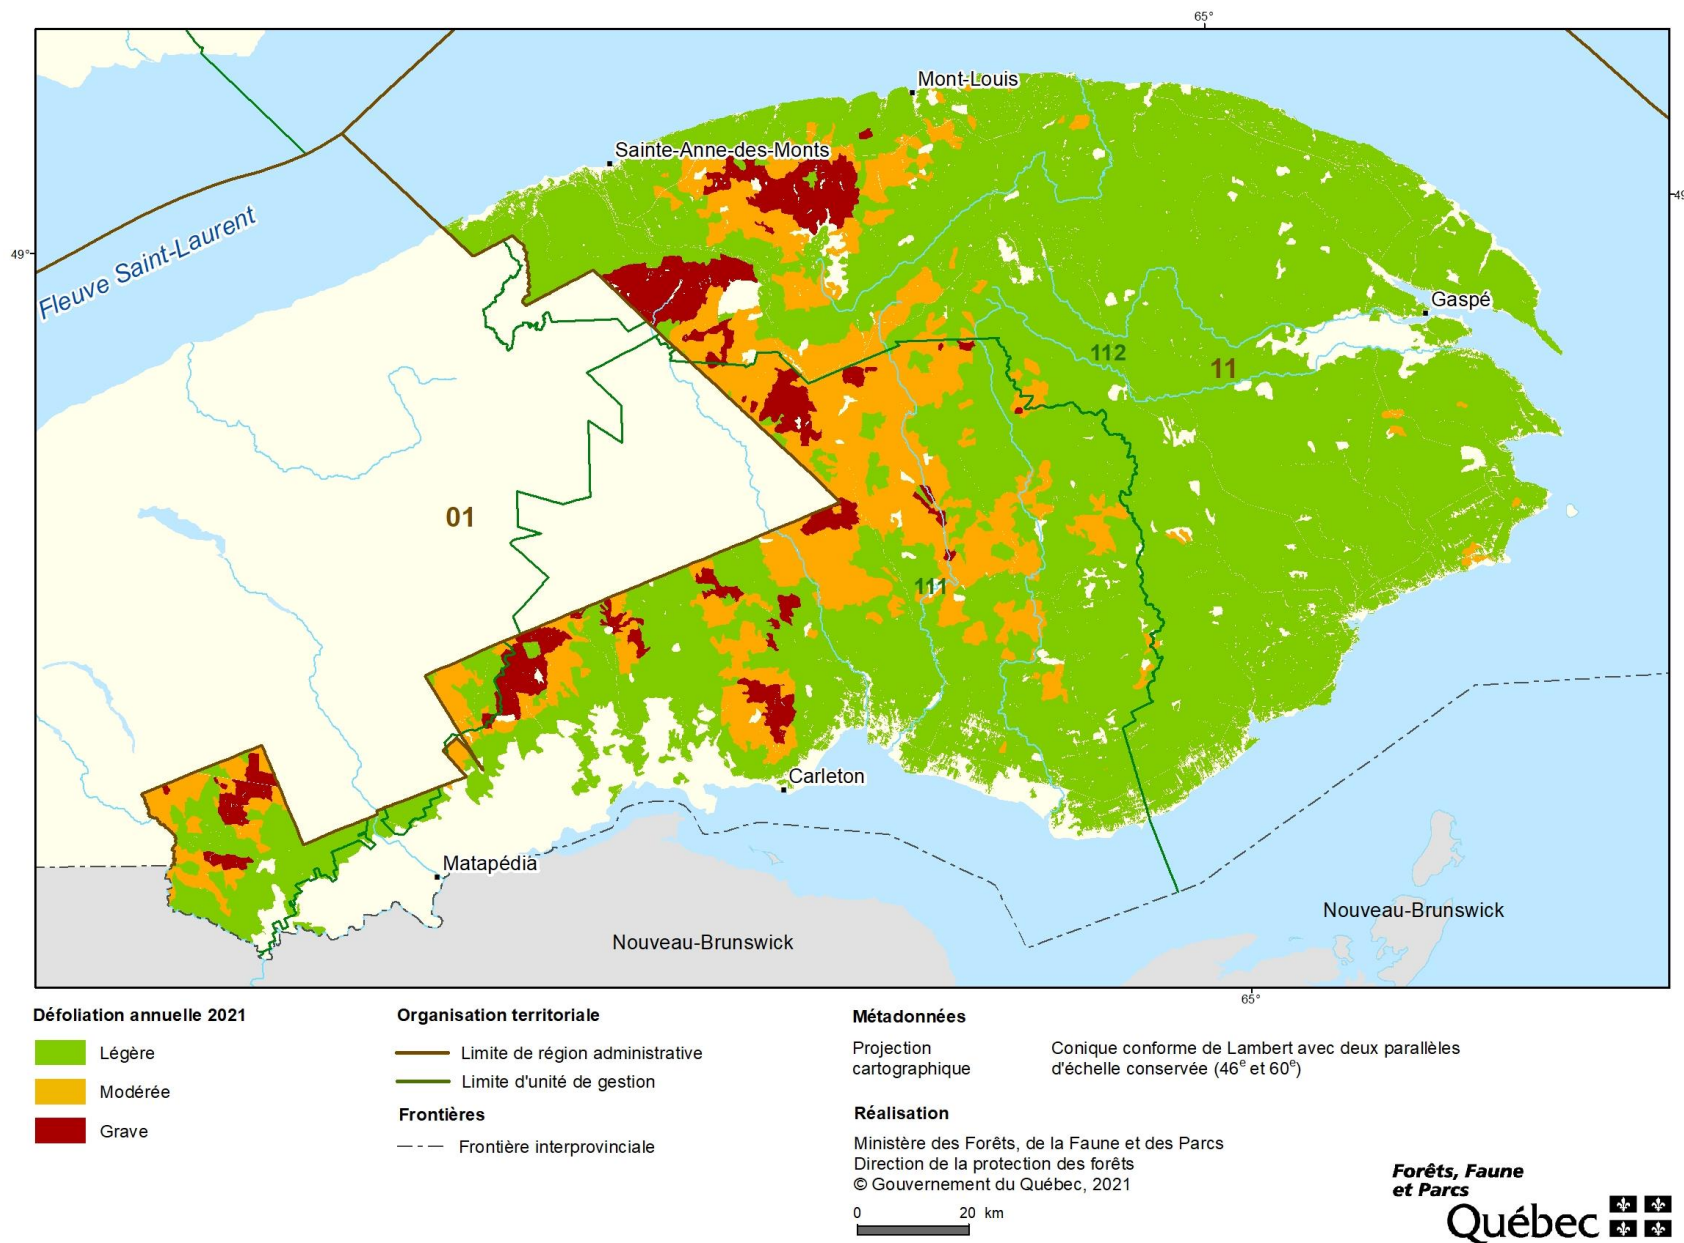 65°
Mont-Louis
Sainte-Anne-des-Monts
49°
Fleuve Saint-Laurent
49°
Gaspé
112
11
01
111
Carleton
Matapédia
Nouveau-Brunswick
Nouveau-Brunswick
65°
Défoliation annuelle 2021
Légère
Modérée
Grave
Organisation territoriale
Limite de région administrative
Limite d'unité de gestion
Frontières
Frontière interprovinciale
Métadonnées
Projection
cartographique
Conique conforme de Lambert avec deux parallèles
d'échelle conservée (46e et 60e)
Réalisation
Ministère des Forêts, de la Faune et des Parcs
Direction de la protection des forêts
© Gouvernement du Québec, 2021
0 20 km
Forêts, Faune
et Parcs
Québec